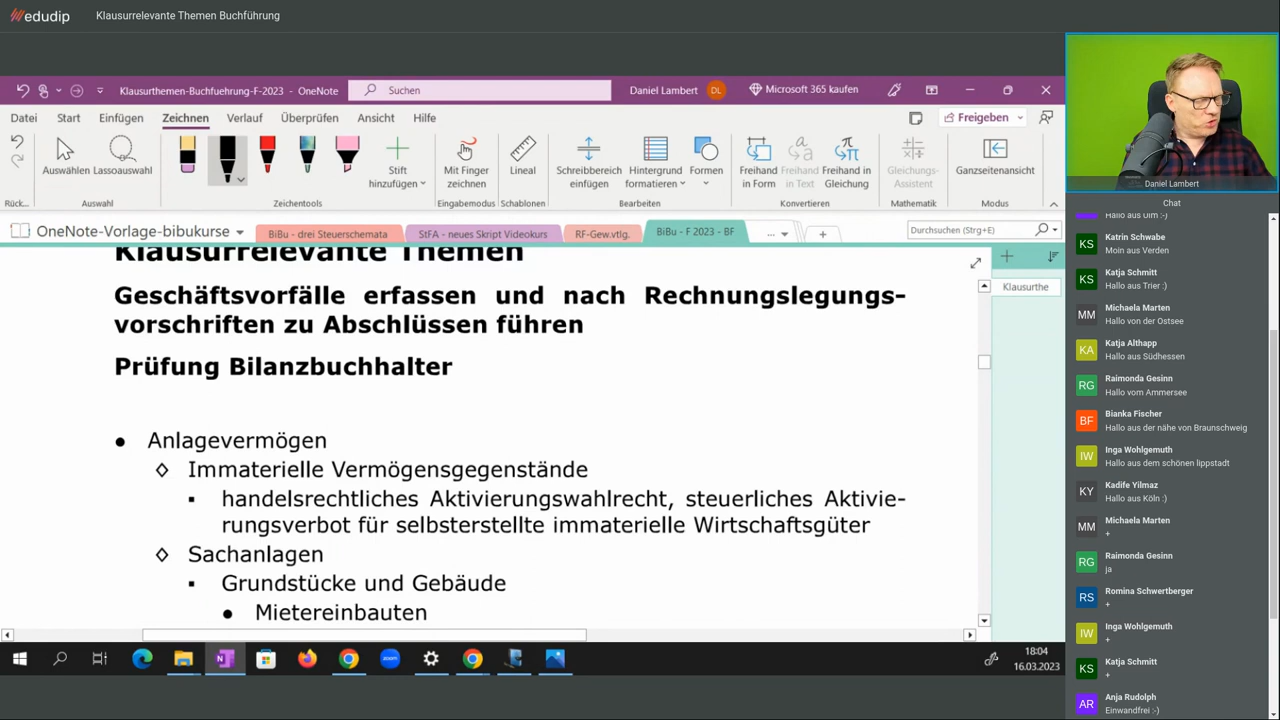 edudip
Klausurrelevante Themen Buchführung
Klausurthemen-Buchfuehrung-F-2023 - OneNote
Suchen
Daniel Lambert
DL
Microsoft 365 kaufen
Datei
Start
Einfügen
Zeichnen
Verlauf
Überprüfen
Ansicht
Hilfe
Freigeben
Auswählen
Lassoauswahl
Stift
hinzufügen
Mit Finger
zeichnen
Lineal
Schreibbereich
einfügen
Hintergrund
formatieren
Formen
Freihand
in Form
Freihand
in Text
Freihand in
Gleichung
Gleichungs-
Assistent
Ganzseitenansicht
Rück...
Auswahl
Zeichentools
Eingabemodus
Schablonen
Bearbeiten
Konvertieren
Mathematik
Modus
OneNote-Vorlage-bibukurse
BiBu - drei Steuerschemata
StFA - neues Skript Videokurs
RF-Gew.vtlg.
BiBu - F 2023 - BF
...
Durchsuchen (Strg+E)
Klausurthe
Klausurrelevante Themen
Geschäftsvorfälle erfassen und nach Rechnungslegungs-
vorschriften zu Abschlüssen führen
Prüfung Bilanzbuchhalter
● Anlagevermögen
◊ Immaterielle Vermögensgegenstände
▪ handelsrechtliches Aktivierungswahlrecht, steuerliches Aktivie-
rungsverbot für selbsterstellte immaterielle Wirtschaftsgüter
◊ Sachanlagen
▪ Grundstücke und Gebäude
● Mietereinbauten
18:04
16.03.2023
Daniel Lambert
Chat
Hallo aus Ulm :-)
KS
Katrin Schwabe
Moin aus Verden
KS
Katja Schmitt
Hallo aus Trier :)
MM
Michaela Marten
Hallo von der Ostsee
KA
Katja Althapp
Hallo aus Südhessen
RG
Raimonda Gesinn
Hallo vom Ammersee
BF
Bianka Fischer
Hallo aus der nähe von Braunschweig
IW
Inga Wohlgemuth
Hallo aus dem schönen lippstadt
KY
Kadife Yilmaz
Hallo aus Köln :)
MM
Michaela Marten
+
RG
Raimonda Gesinn
ja
RS
Romina Schwertberger
+
IW
Inga Wohlgemuth
+
KS
Katja Schmitt
+
AR
Anja Rudolph
Einwandfrei :-)